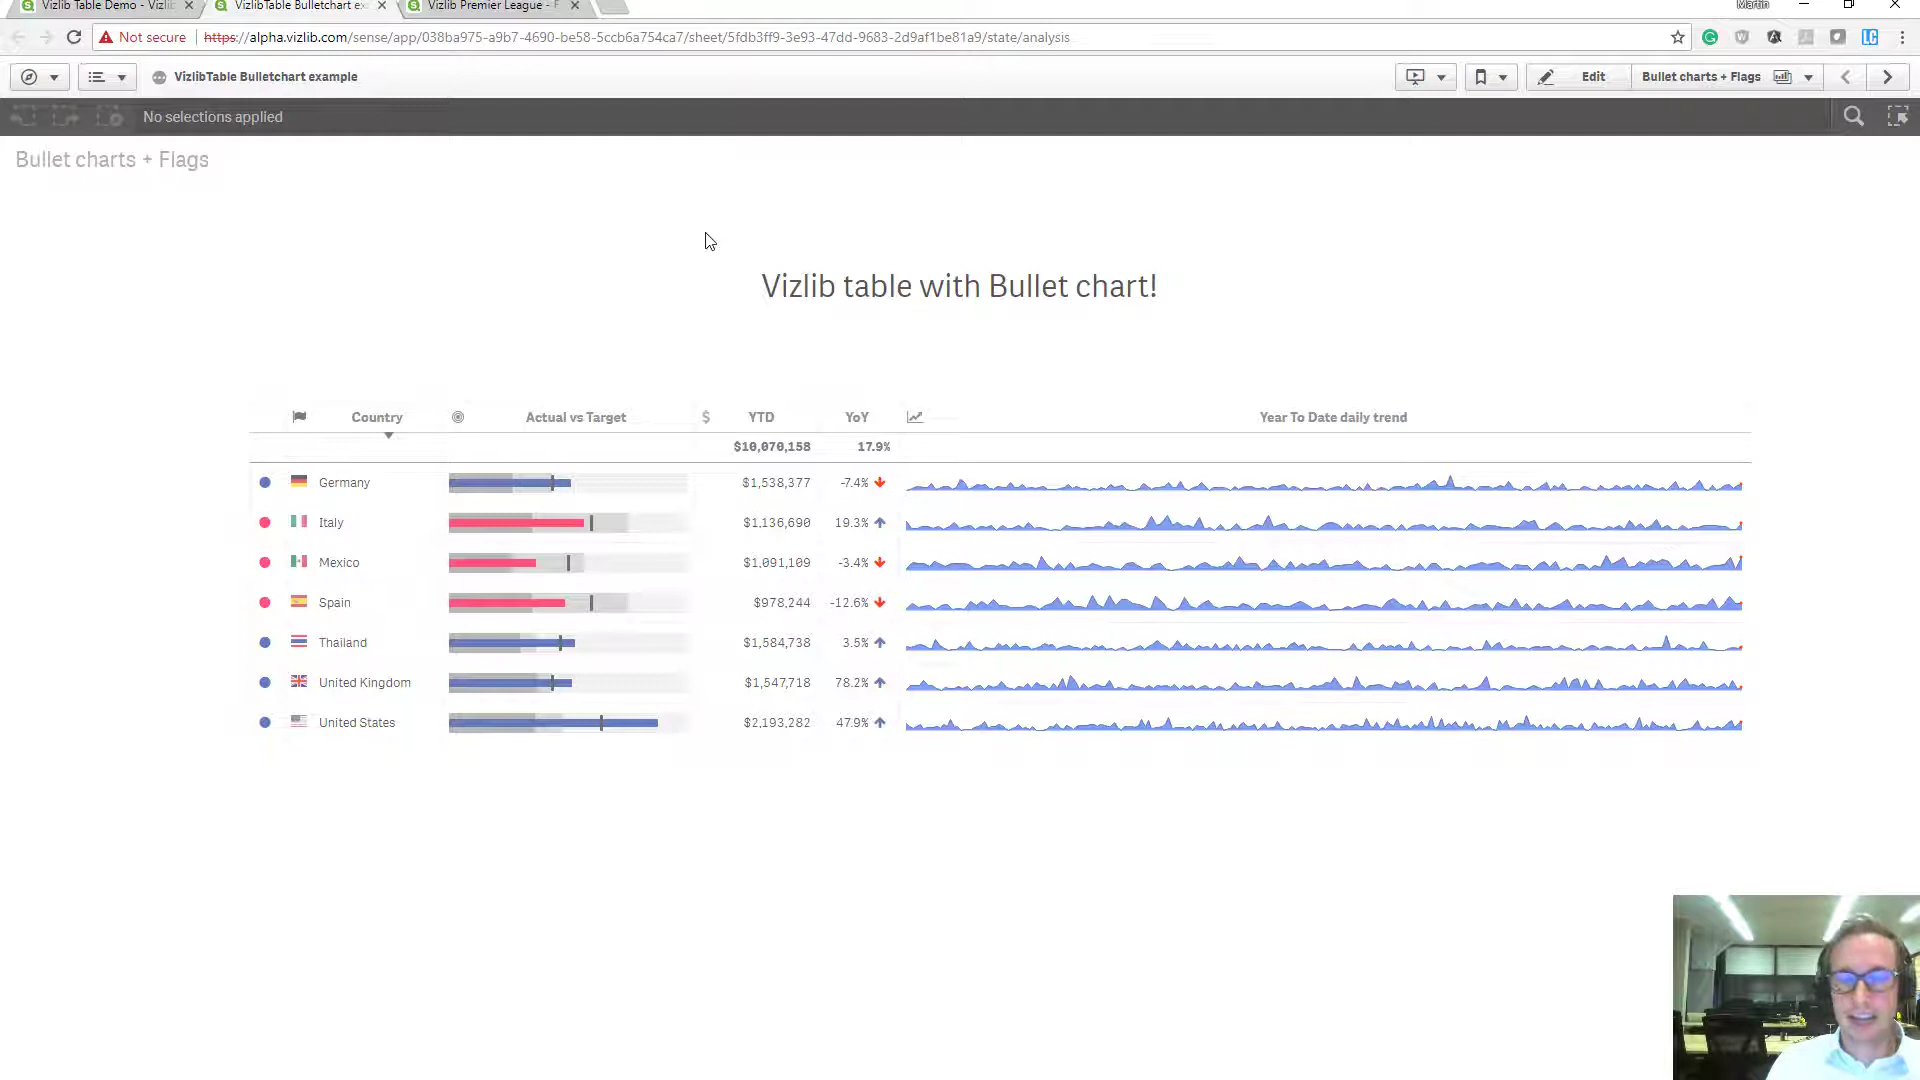 Vizlib Table Demo - Vizlib
VizlibTable Bulletchart ex
Vizlib Premier League - F
Martin
Not secure
https://alpha.vizlib.com/sense/app/038ba975-a9b7-4690-be58-5ccb6a754ca7/sheet/5fdb3ff9-3e93-47dd-9683-2d9af1be81a9/state/analysis
VizlibTable Bulletchart example
Edit
Bullet charts + Flags
No selections applied
Bullet charts + Flags
Vizlib table with Bullet chart!
Country Actual vs Target $ YTD YoY Year To Date daily trend
$10,070,158 17.9%
Germany $1,538,377 -7.4%
Italy $1,136,690 19.3%
Mexico $1,091,109 -3.4%
Spain $978,244 -12.6%
Thailand $1,584,738 3.5%
United Kingdom $1,547,718 78.2%
United States $2,193,282 47.9%